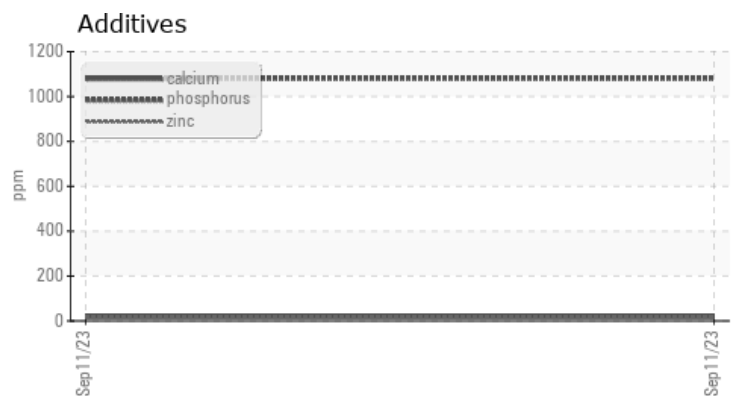 Additives
1200
1000
800
600
400
200
0
ppm
calcium
phosphorus
zinc
Sep11/23
Sep11/23